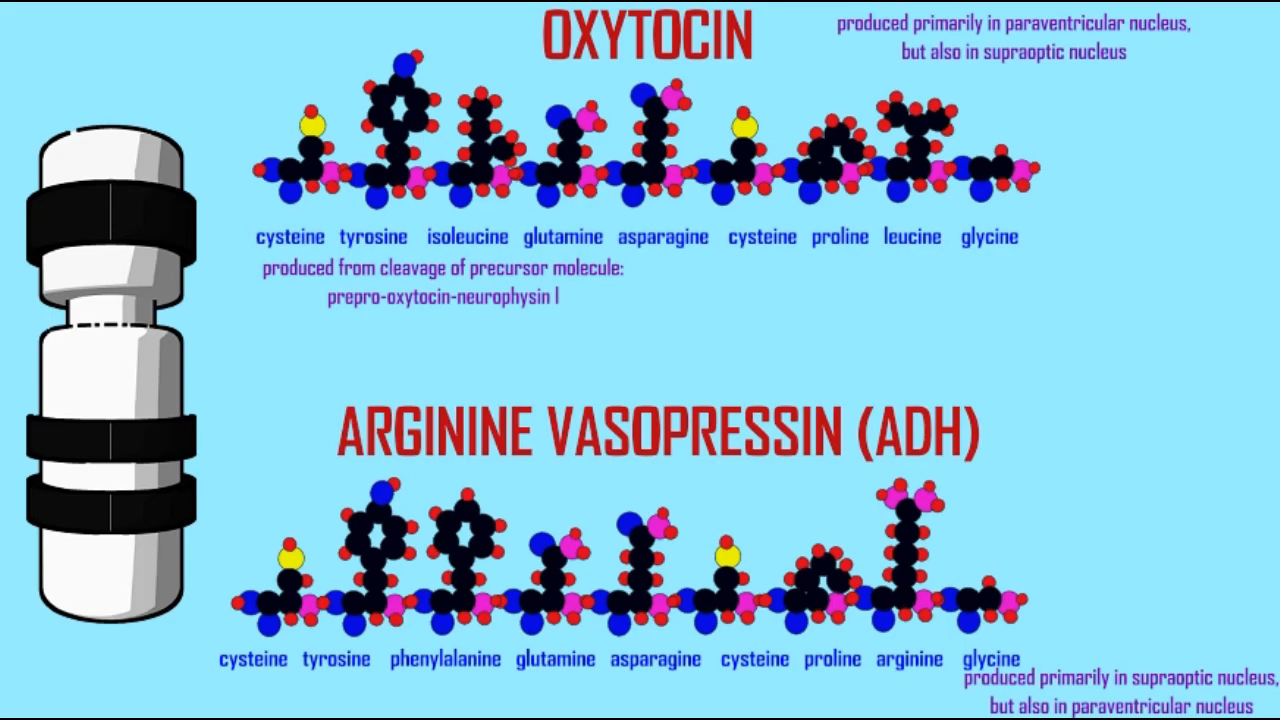 OXYTOCIN
produced primarily in paraventricular nucleus,
but also in supraoptic nucleus
cysteine tyrosine isoleucine glutamine asparagine cysteine proline leucine glycine
produced from cleavage of precursor molecule:
prepro-oxytocin-neurophysin I
ARGININE VASOPRESSIN (ADH)
cysteine tyrosine phenylalanine glutamine asparagine cysteine proline arginine glycine
produced primarily in supraoptic nucleus,
but also in paraventricular nucleus